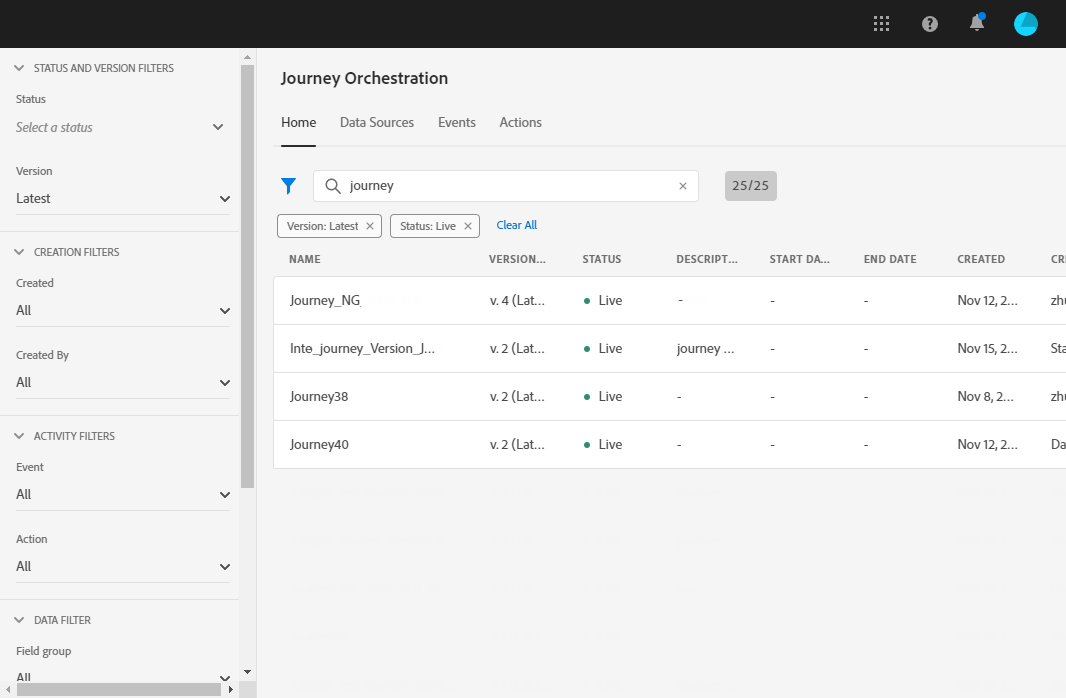 STATUS AND VERSION FILTERS
Status
Select a status
Version
Latest
CREATION FILTERS
Created
All
Created By
All
ACTIVITY FILTERS
Event
All
Action
All
DATA FILTER
Field group
All
Journey Orchestration
Home Data Sources Events Actions
journey 25/25
Version: Latest Status: Live Clear All
NAME VERSION... STATUS DESCRIPT... START DA... END DATE CREATED CR
Journey_NG v. 4 (Lat... Live - - - Nov 12, 2... zhu
Inte_journey_Version_J... v. 2 (Lat... Live journey ... - - Nov 15, 2... Sta
Journey38 v. 2 (Lat... Live - - - Nov 8, 2... zhu
Journey40 v. 2 (Lat... Live - - - Nov 12, 2... Da